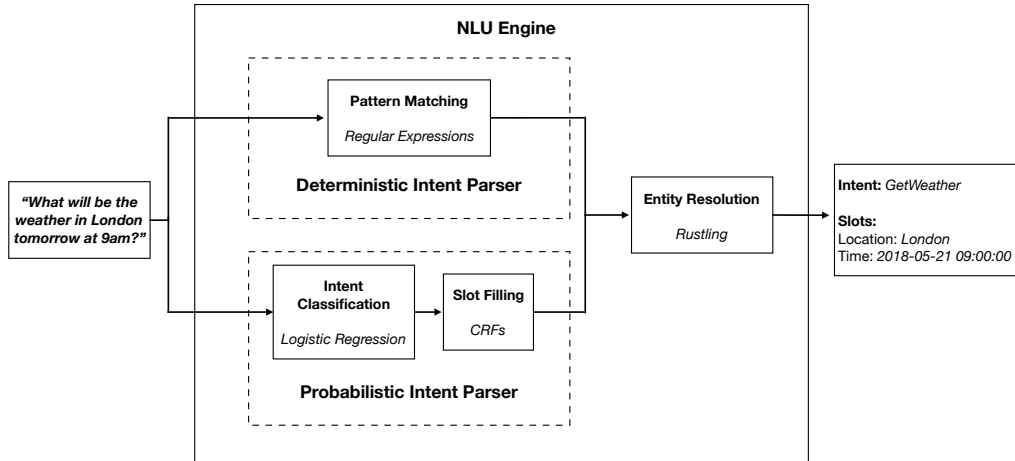 NLU Engine
Pattern Matching
Regular Expressions
Deterministic Intent Parser
“What will be the
weather in London
tomorrow at 9am?”
Intent
Classification
Logistic Regression
Slot Filling
CRFs
Probabilistic Intent Parser
Entity Resolution
Rustling
Intent: GetWeather
Slots:
Location: London
Time: 2018-05-21 09:00:00